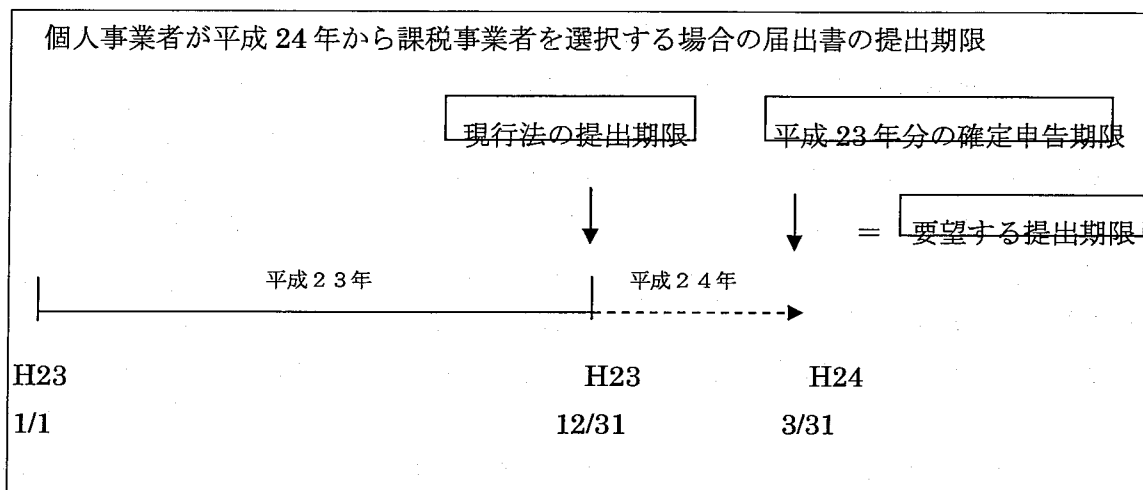 個人事業者が平成24年から課税事業者を選択する場合の届出書の提出期限
現行法の提出期限
平成23年分の確定申告期限
= 要望する提出期限
平成２３年
平成２４年
H23 H23 H24
1/1 12/31 3/31